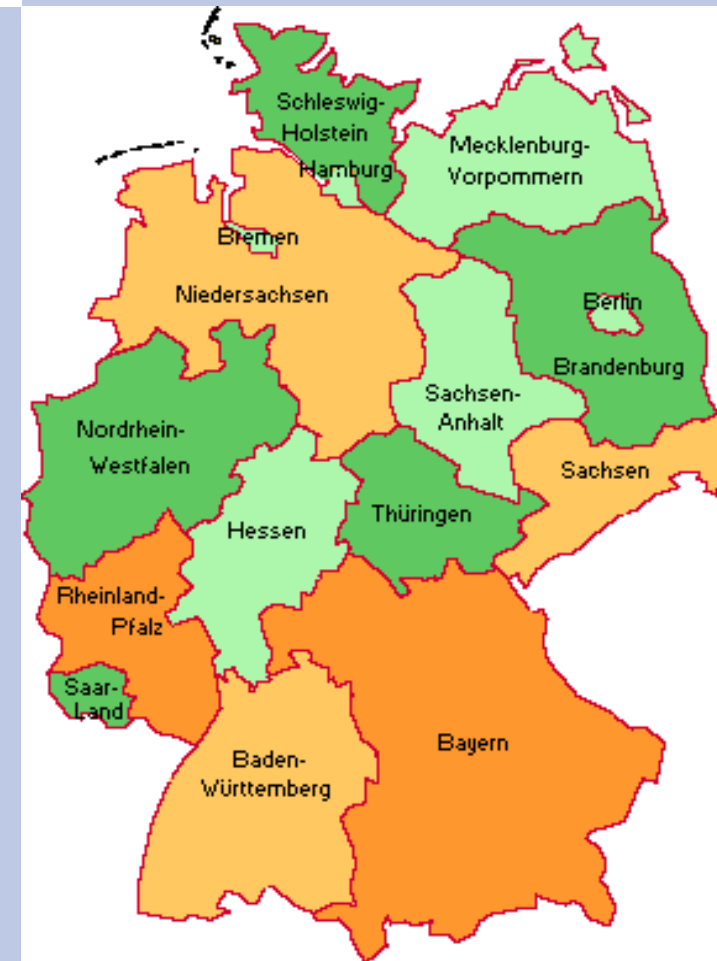 Schleswig-
Holstein
Hamburg
Mecklenburg-
Vorpommern
Bremen
Niedersachsen
Berlin
Brandenburg
Sachsen-
Anhalt
Nordrhein-
Westfalen
Sachsen
Thüringen
Hessen
Rheinland-
Pfalz
Saar-
Land
Bayern
Baden-
Württemberg